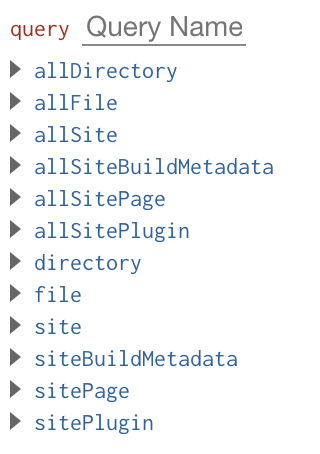 query Query Name
allDirectory
allFile
allSite
allSiteBuildMetadata
allSitePage
allSitePlugin
directory
file
site
siteBuildMetadata
sitePage
sitePlugin